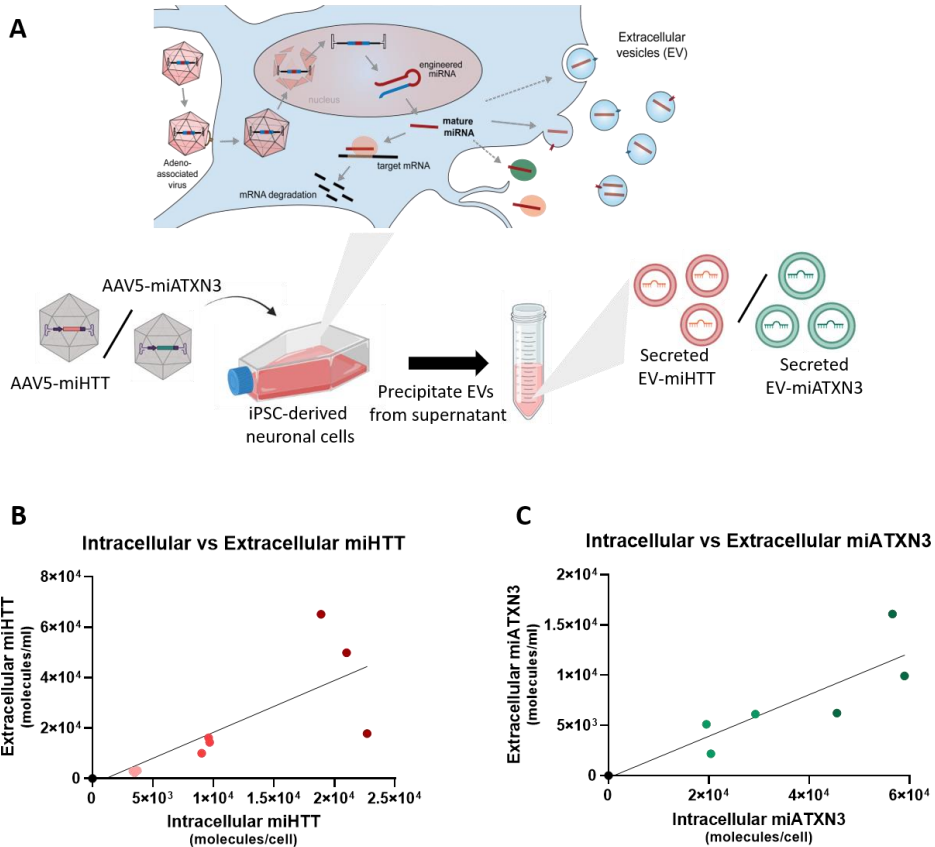 A
Extracellular
vesicles (EV)
engineered
miRNA
nucleus
mature
miRNA
Adeno-
associated
virus
target mRNA
mRNA degradation
AAV5-miATXN3
AAV5-miHTT
iPSC-derived
neuronal cells
Precipitate EVs
from supernatant
Secreted
EV-miHTT
Secreted
EV-miATXN3
B
Intracellular vs Extracellular miHTT
Extracellular miHTT
(molecules/ml)
8×10⁴
6×10⁴
4×10⁴
2×10⁴
0
0
5×10³
1×10⁴
1.5×10⁴
2×10⁴
2.5×10⁴
Intracellular miHTT
(molecules/cell)
C
Intracellular vs Extracellular miATXN3
Extracellular miATXN3
(molecules/ml)
2×10⁴
1.5×10⁴
1×10⁴
5×10³
0
0
2×10⁴
4×10⁴
6×10⁴
Intracellular miATXN3
(molecules/cell)